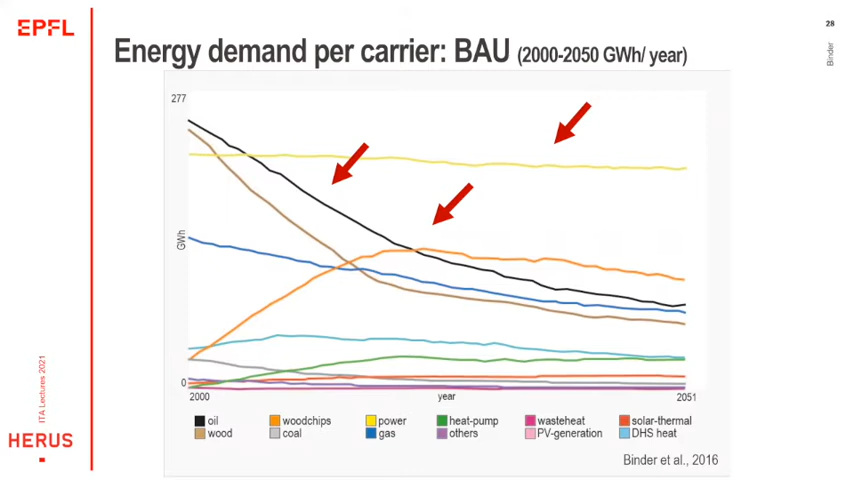 EPFL
28
Energy demand per carrier: BAU (2000-2050 GWh/ year)
Binder
277
GWh
0
2000
year
2051
oil
woodchips
power
heat-pump
wasteheat
solar-thermal
wood
coal
gas
others
PV-generation
DHS heat
Binder et al., 2016
ITA Lectures 2021
HERUS